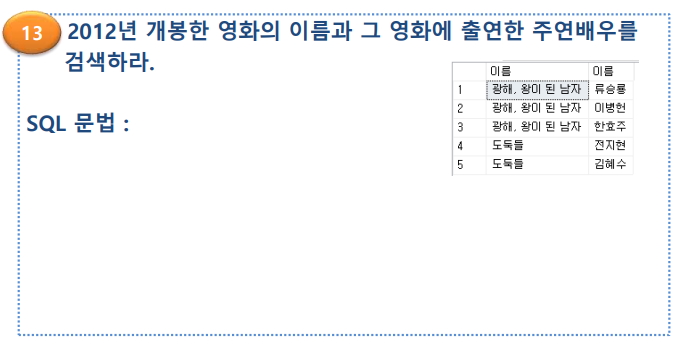 13 2012년 개봉한 영화의 이름과 그 영화에 출연한 주연배우를
검색하라.
이름 이름
1 광해, 왕이 된 남자 류승룡
2 광해, 왕이 된 남자 이병헌
3 광해, 왕이 된 남자 한효주
4 도둑들 전지현
5 도둑들 김혜수
SQL 문법 :